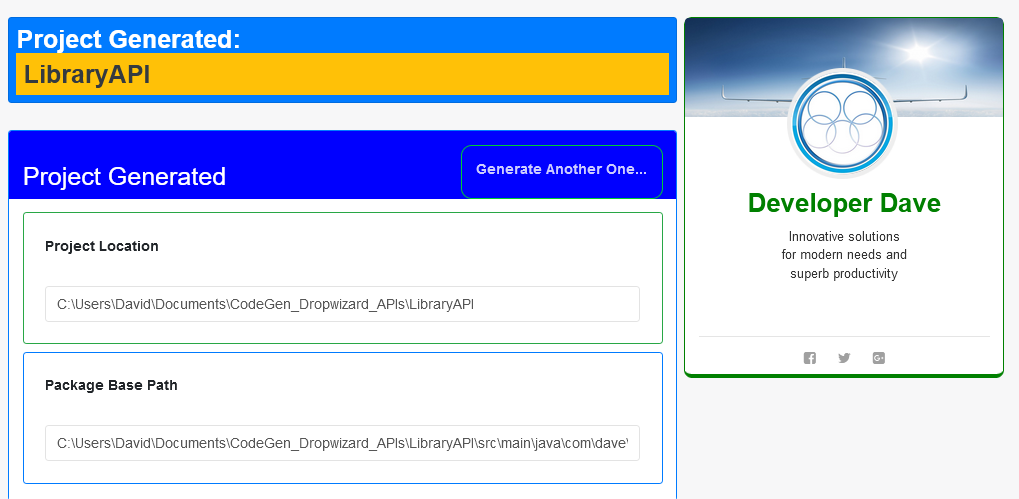 Project Generated:
LibraryAPI
Project Generated
Generate Another One...
Project Location
C:\Users\David\Documents\CodeGen_Dropwizard_APIs\LibraryAPI
Package Base Path
C:\Users\David\Documents\CodeGen_Dropwizard_APIs\LibraryAPI\src\main\java\com\dave\
Developer Dave
Innovative solutions
for modern needs and
superb productivity